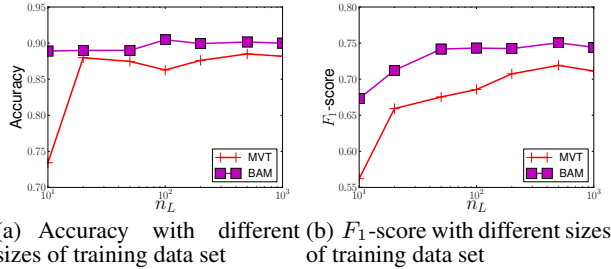 0.95
0.90
0.85
0.80
0.75
0.70
Accuracy
10^1
10^2
10^3
n_L
MVT
BAM
0.80
0.75
0.70
0.65
0.60
0.55
F_1-score
10^1
10^2
10^3
n_L
MVT
BAM
(a) Accuracy with different
sizes of training data set
(b) F_1-score with different sizes
of training data set